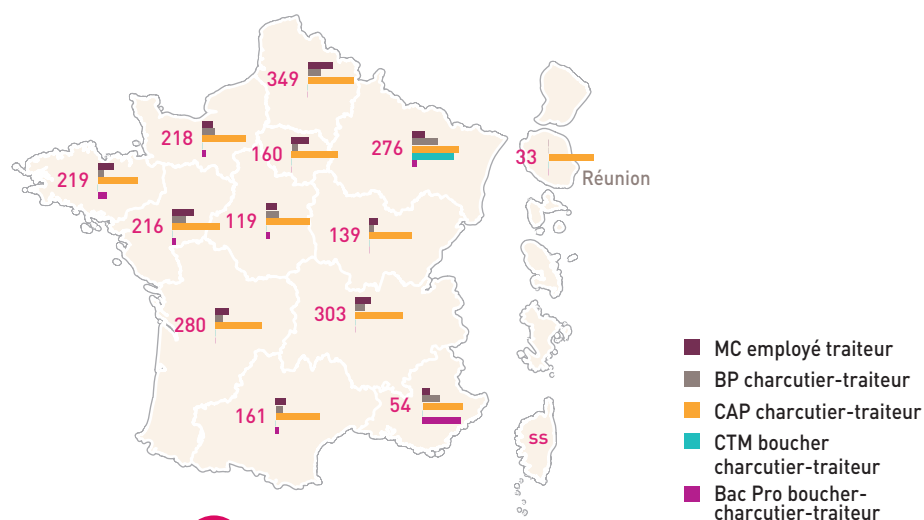 349
218
160
276
33
Réunion
219
216
119
139
280
303
161
54
ss
MC employé traiteur
BP charcutier-traiteur
CAP charcutier-traiteur
CTM boucher
charcutier-traiteur
Bac Pro boucher-
charcutier-traiteur